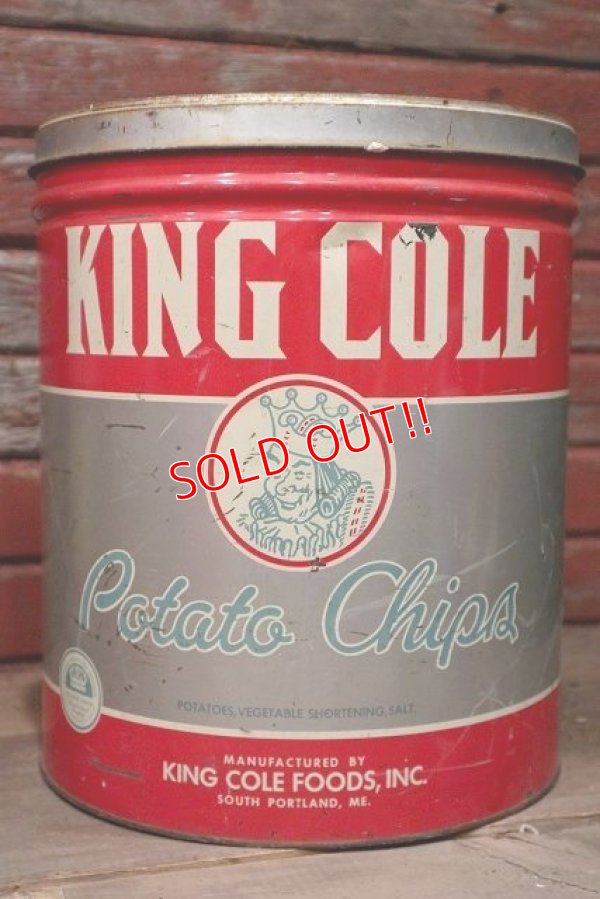 KING COLE
SOLD OUT!!
Potato Chips
POTATOES, VEGETABLE SHORTENING, SALT.
MANUFACTURED BY
KING COLE FOODS, INC.
SOUTH PORTLAND, ME.